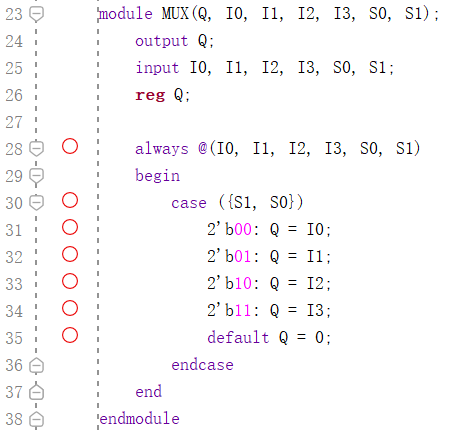 23 module MUX(Q, I0, I1, I2, I3, S0, S1);
24 output Q;
25 input I0, I1, I2, I3, S0, S1;
26 reg Q;
27
28 always @(I0, I1, I2, I3, S0, S1)
29 begin
30 case ({S1, S0})
31 2'b00: Q = I0;
32 2'b01: Q = I1;
33 2'b10: Q = I2;
34 2'b11: Q = I3;
35 default Q = 0;
36 endcase
37 end
38 endmodule